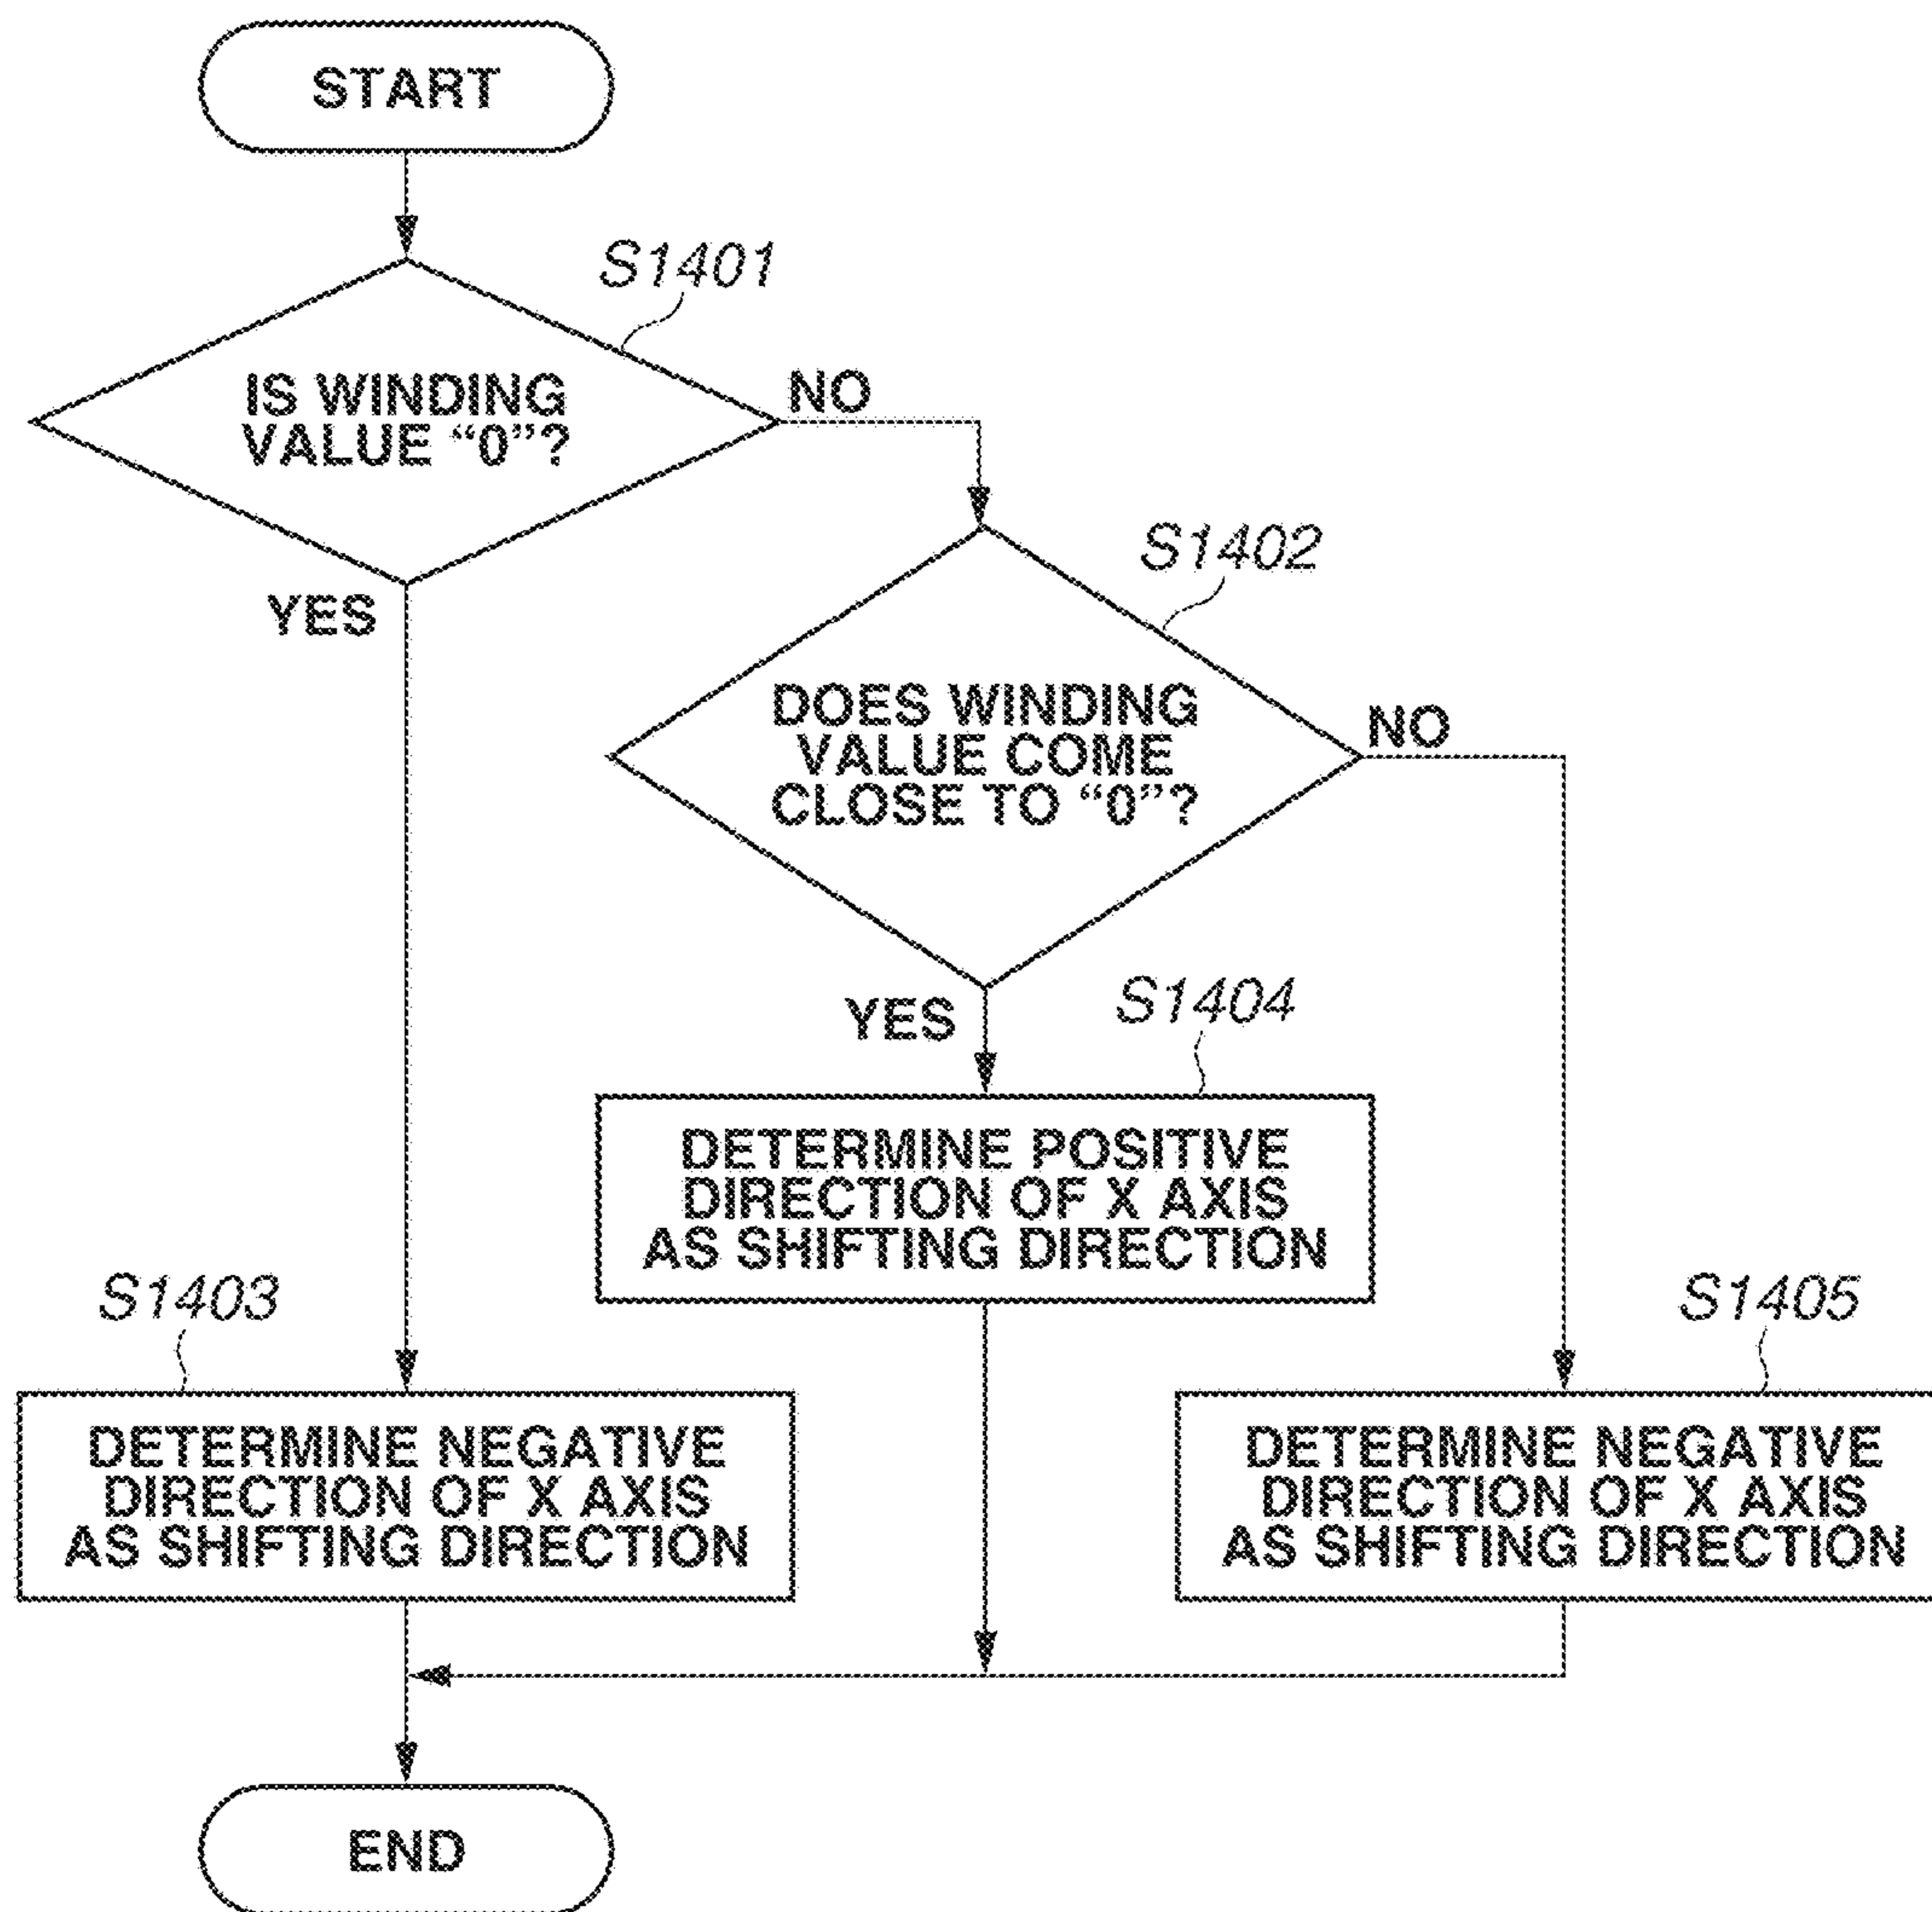 START
S1401
IS WINDING
VALUE “0”?
NO
YES
S1402
DOES WINDING
VALUE COME
CLOSE TO “0”?
NO
YES
S1404
DETERMINE POSITIVE
DIRECTION OF X AXIS
AS SHIFTING DIRECTION
S1403
DETERMINE NEGATIVE
DIRECTION OF X AXIS
AS SHIFTING DIRECTION
S1405
DETERMINE NEGATIVE
DIRECTION OF X AXIS
AS SHIFTING DIRECTION
END